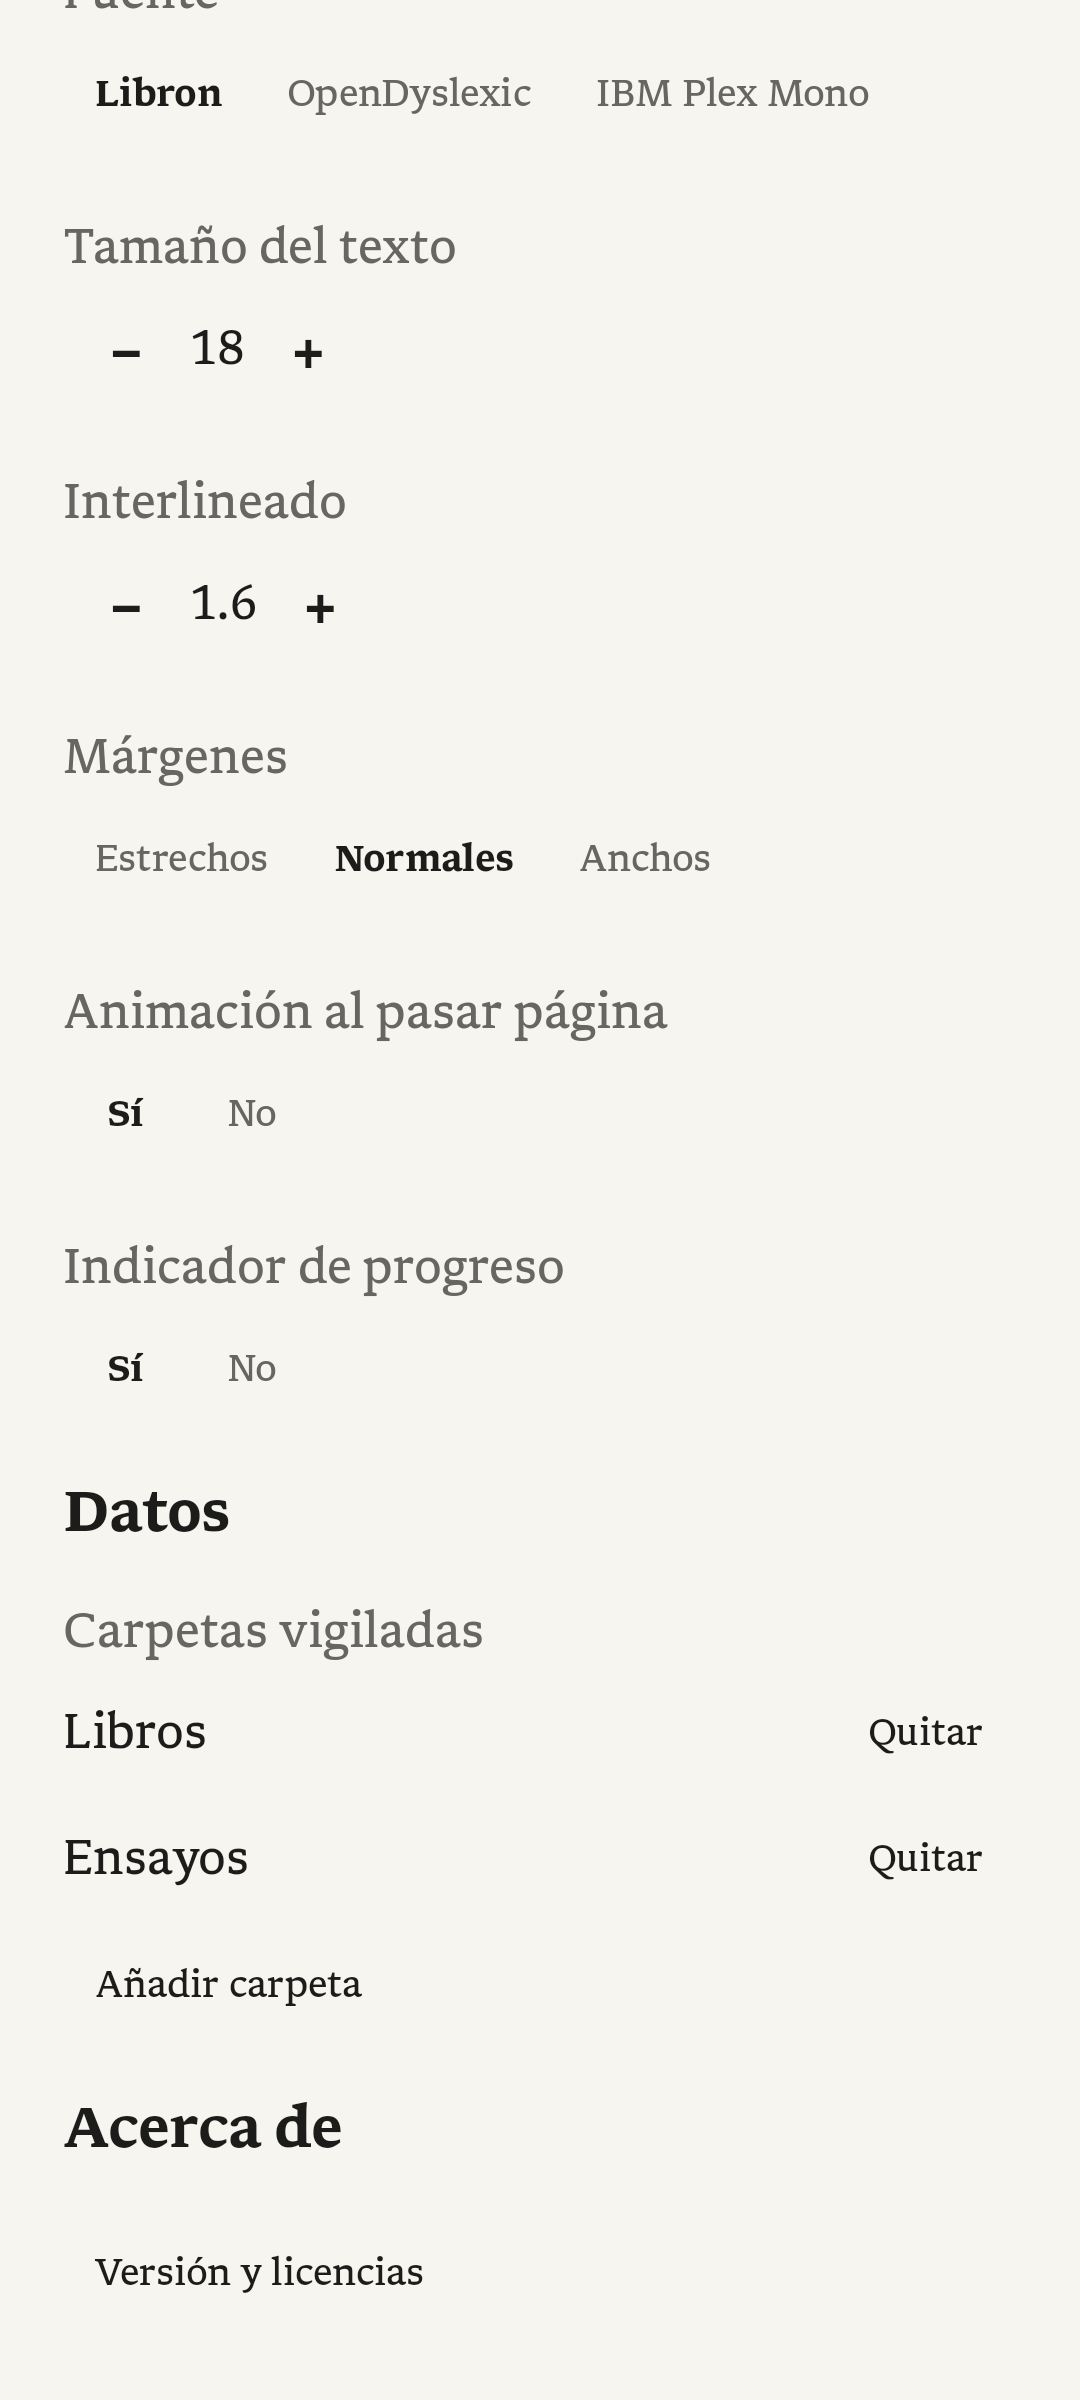 Fuente
Libron OpenDyslexic IBM Plex Mono
Tamaño del texto
– 18 +
Interlineado
– 1.6 +
Márgenes
Estrechos Normales Anchos
Animación al pasar página
Sí No
Indicador de progreso
Sí No
Datos
Carpetas vigiladas
Libros Quitar
Ensayos Quitar
Añadir carpeta
Acerca de
Versión y licencias